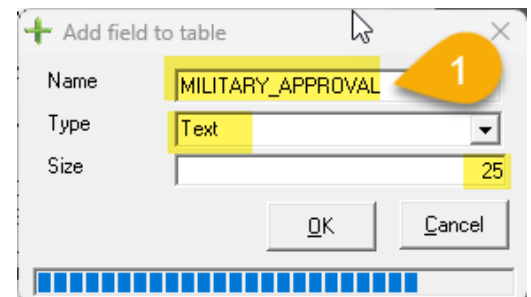 Add field to table
Name MILITARY_APPROVAL 1
Type Text
Size 25
OK Cancel